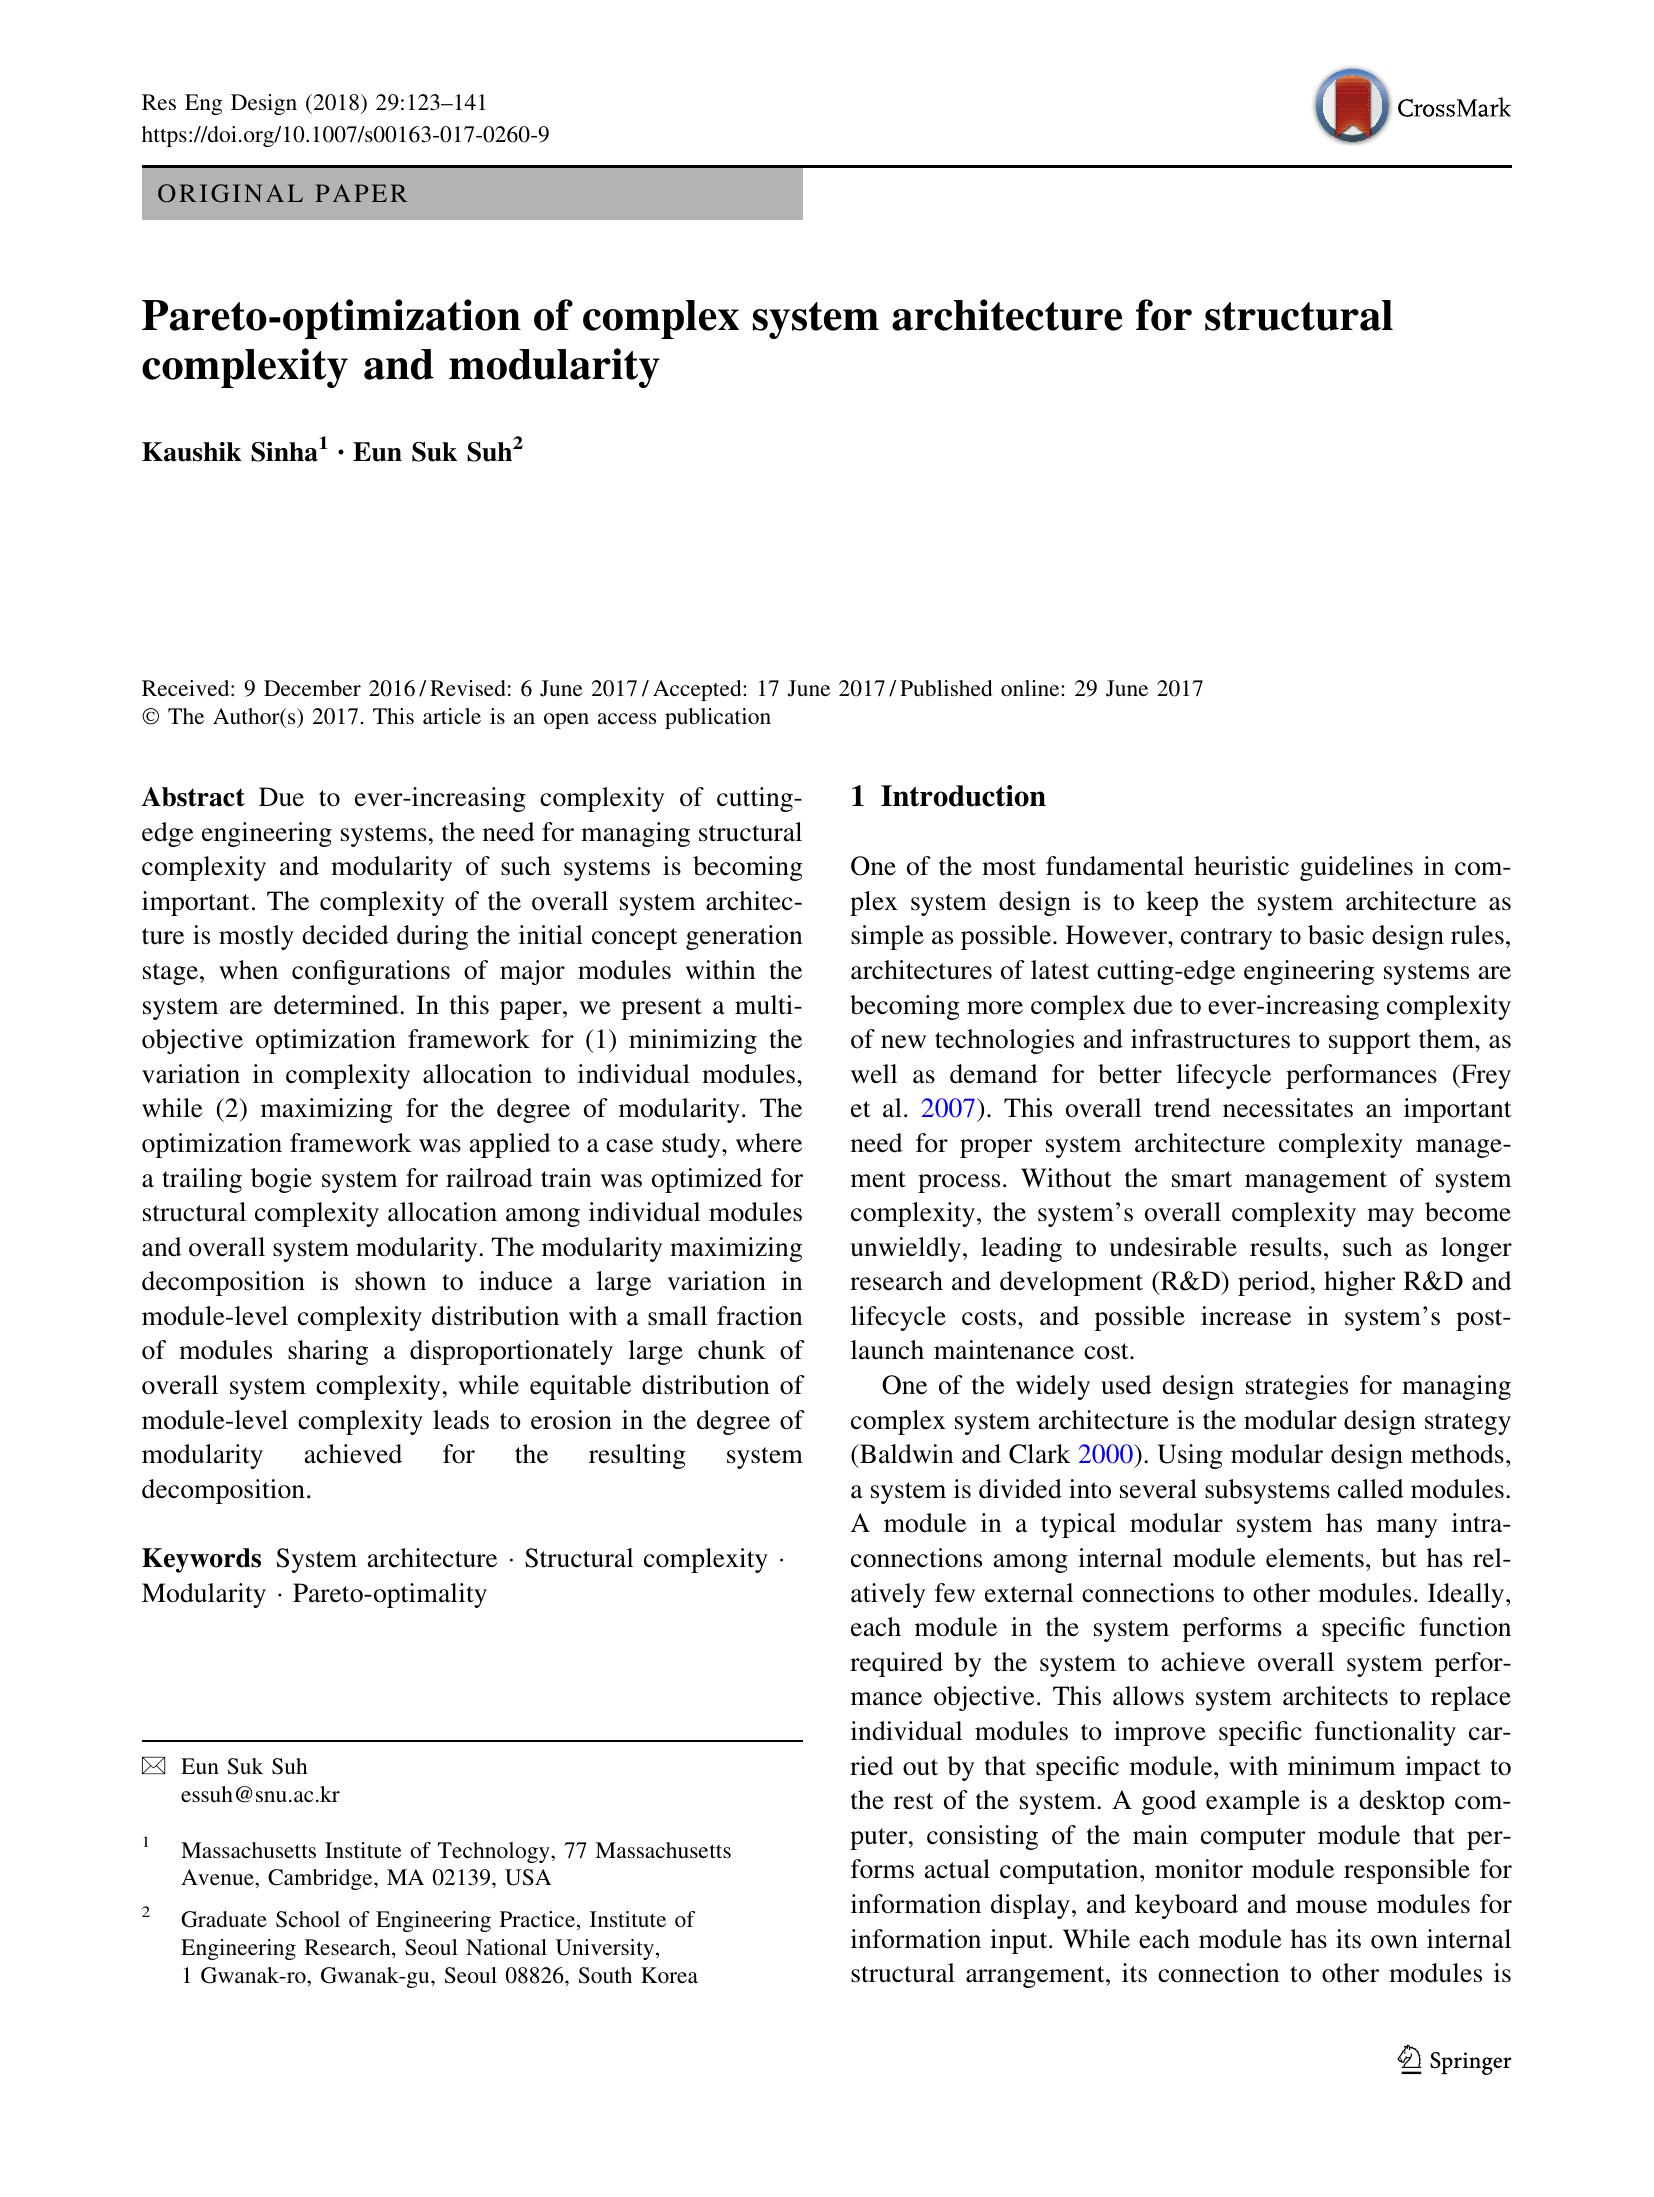 Res Eng Design (2018) 29:123–141
https://doi.org/10.1007/s00163-017-0260-9
CrossMark
ORIGINAL PAPER
Pareto-optimization of complex system architecture for structural
complexity and modularity
Kaushik Sinha1 · Eun Suk Suh2
Received: 9 December 2016 / Revised: 6 June 2017 / Accepted: 17 June 2017 / Published online: 29 June 2017
© The Author(s) 2017. This article is an open access publication
Abstract Due to ever-increasing complexity of cutting-
edge engineering systems, the need for managing structural
complexity and modularity of such systems is becoming
important. The complexity of the overall system architec-
ture is mostly decided during the initial concept generation
stage, when configurations of major modules within the
system are determined. In this paper, we present a multi-
objective optimization framework for (1) minimizing the
variation in complexity allocation to individual modules,
while (2) maximizing for the degree of modularity. The
optimization framework was applied to a case study, where
a trailing bogie system for railroad train was optimized for
structural complexity allocation among individual modules
and overall system modularity. The modularity maximizing
decomposition is shown to induce a large variation in
module-level complexity distribution with a small fraction
of modules sharing a disproportionately large chunk of
overall system complexity, while equitable distribution of
module-level complexity leads to erosion in the degree of
modularity achieved for the resulting system
decomposition.
Keywords System architecture · Structural complexity ·
Modularity · Pareto-optimality
Eun Suk Suh
essuh@snu.ac.kr
1 Massachusetts Institute of Technology, 77 Massachusetts
Avenue, Cambridge, MA 02139, USA
2 Graduate School of Engineering Practice, Institute of
Engineering Research, Seoul National University,
1 Gwanak-ro, Gwanak-gu, Seoul 08826, South Korea
1 Introduction
One of the most fundamental heuristic guidelines in com-
plex system design is to keep the system architecture as
simple as possible. However, contrary to basic design rules,
architectures of latest cutting-edge engineering systems are
becoming more complex due to ever-increasing complexity
of new technologies and infrastructures to support them, as
well as demand for better lifecycle performances (Frey
et al. 2007). This overall trend necessitates an important
need for proper system architecture complexity manage-
ment process. Without the smart management of system
complexity, the system's overall complexity may become
unwieldly, leading to undesirable results, such as longer
research and development (R&D) period, higher R&D and
lifecycle costs, and possible increase in system's post-
launch maintenance cost.
One of the widely used design strategies for managing
complex system architecture is the modular design strategy
(Baldwin and Clark 2000). Using modular design methods,
a system is divided into several subsystems called modules.
A module in a typical modular system has many intra-
connections among internal module elements, but has rel-
atively few external connections to other modules. Ideally,
each module in the system performs a specific function
required by the system to achieve overall system perfor-
mance objective. This allows system architects to replace
individual modules to improve specific functionality car-
ried out by that specific module, with minimum impact to
the rest of the system. A good example is a desktop com-
puter, consisting of the main computer module that per-
forms actual computation, monitor module responsible for
information display, and keyboard and mouse modules for
information input. While each module has its own internal
structural arrangement, its connection to other modules is
Springer